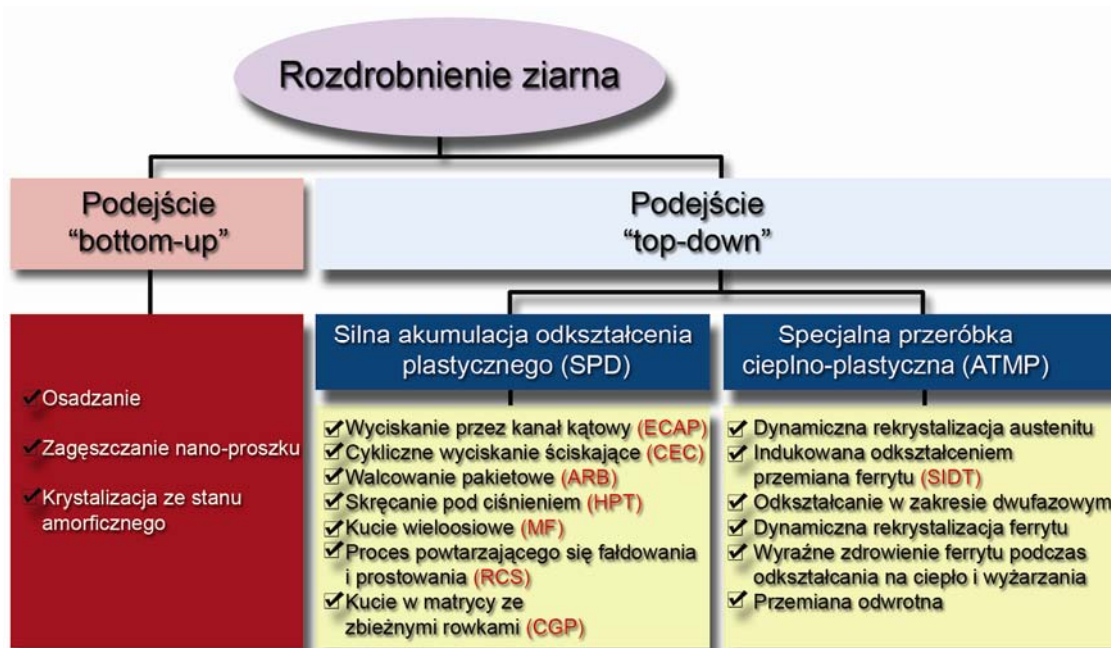 Rozdrobnienie ziarna
Podejście
“bottom-up”
Podejście
“top-down”
Osadzanie
Zagęszczanie nano-proszku
Krystalizacja ze stanu
amorficznego
Silna akumulacja odkształcenia
plastycznego (SPD)
Wyciskanie przez kanał kątowy (ECAP)
Cykliczne wyciskanie ściskające (CEC)
Walcowanie pakietowe (ARB)
Skręcanie pod ciśnieniem (HPT)
Kucie wieloosiowe (MF)
Proces powtarzającego się fałdowania
i prostowania (RCS)
Kucie w matrycy ze
zbieżnymi rowkami (CGP)
Specjalna przeróbka
cieplno-plastyczna (ATMP)
Dynamiczna rekrystalizacja austenitu
Indukowana odkształceniem
przemiana ferrytu (SIDT)
Odkształcanie w zakresie dwufazowym
Dynamiczna rekrystalizacja ferrytu
Wyraźne zdrowienie ferrytu podczas
odkształcania na ciepło i wyżarzania
Przemiana odwrotna